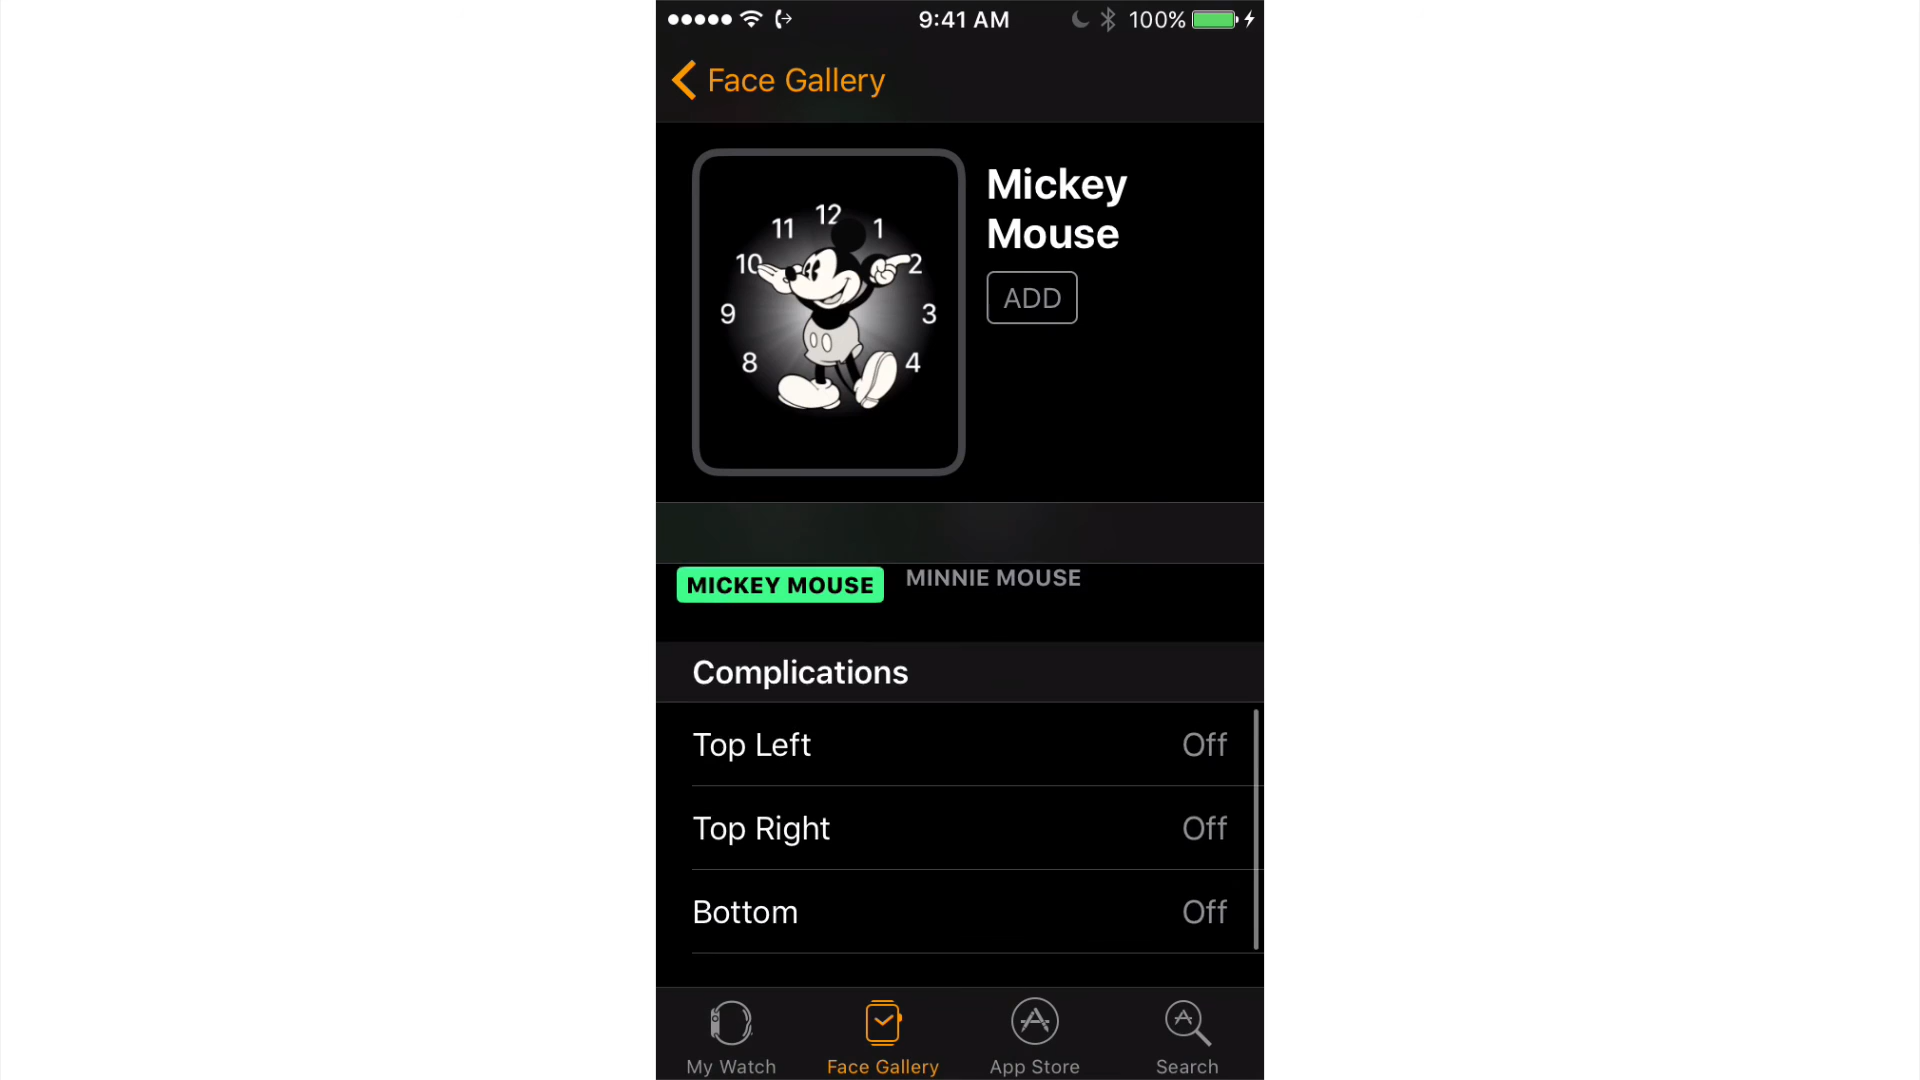 9:41 AM 100%
Face Gallery
Mickey
Mouse
ADD
12
11 1
10 2
9 3
8 4
MICKEY MOUSE MINNIE MOUSE
Complications
Top Left Off
Top Right Off
Bottom Off
My Watch Face Gallery App Store Search